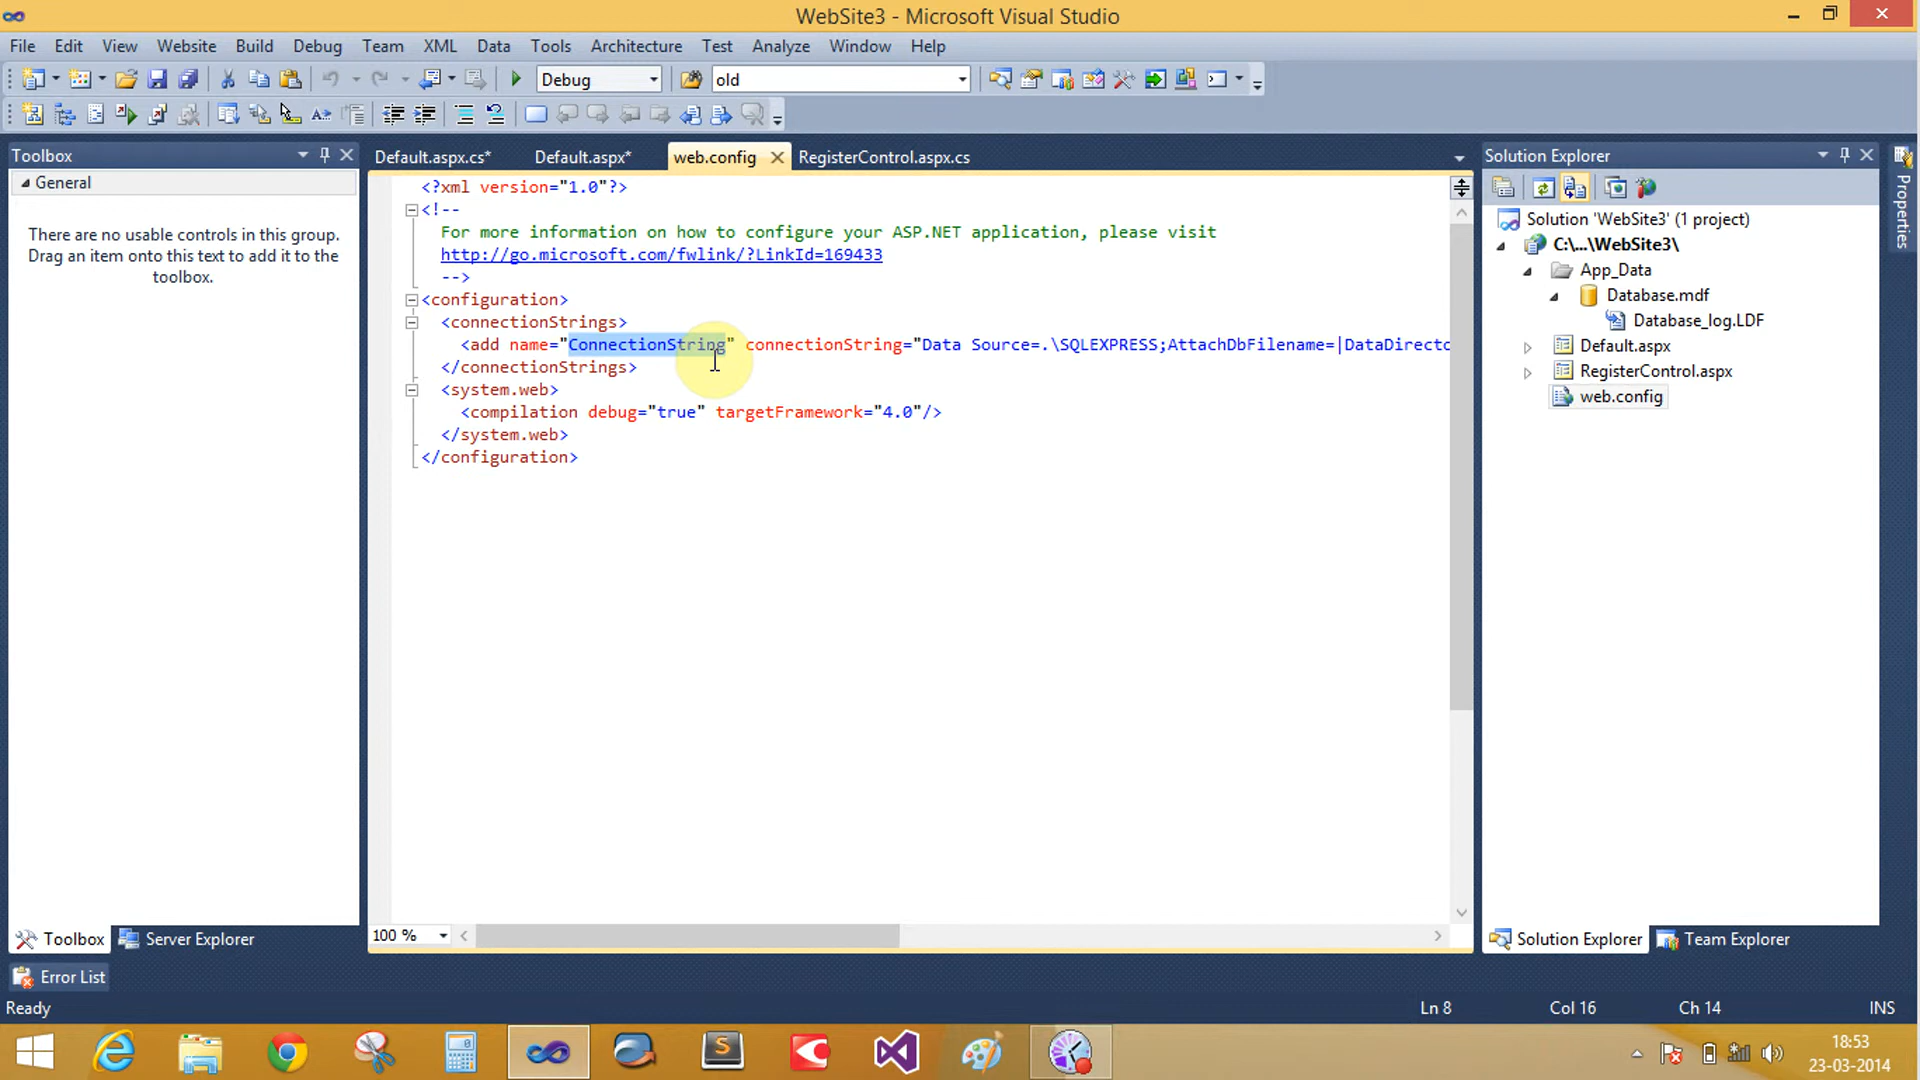 WebSite3 - Microsoft Visual Studio
File Edit View Website Build Debug Team XML Data Tools Architecture Test Analyze Window Help
Debug old
Toolbox
General
There are no usable controls in this group.
Drag an item onto this text to add it to the
toolbox.
Default.aspx.cs* Default.aspx* web.config RegisterControl.aspx.cs
<?xml version="1.0"?>
<!--
For more information on how to configure your ASP.NET application, please visit
http://go.microsoft.com/fwlink/?LinkId=169433
-->
<configuration>
<connectionStrings>
<add name="ConnectionString" connectionString="Data Source=.\SQLEXPRESS;AttachDbFilename=|DataDirecto
</connectionStrings>
<system.web>
<compilation debug="true" targetFramework="4.0"/>
</system.web>
</configuration>
100 %
Solution Explorer
Solution 'WebSite3' (1 project)
C:\...\WebSite3\
App_Data
Database.mdf
Database_log.LDF
Default.aspx
RegisterControl.aspx
web.config
Properties
Toolbox Server Explorer
Solution Explorer Team Explorer
Error List
Ready Ln 8 Col 16 Ch 14 INS
18:53
23-03-2014